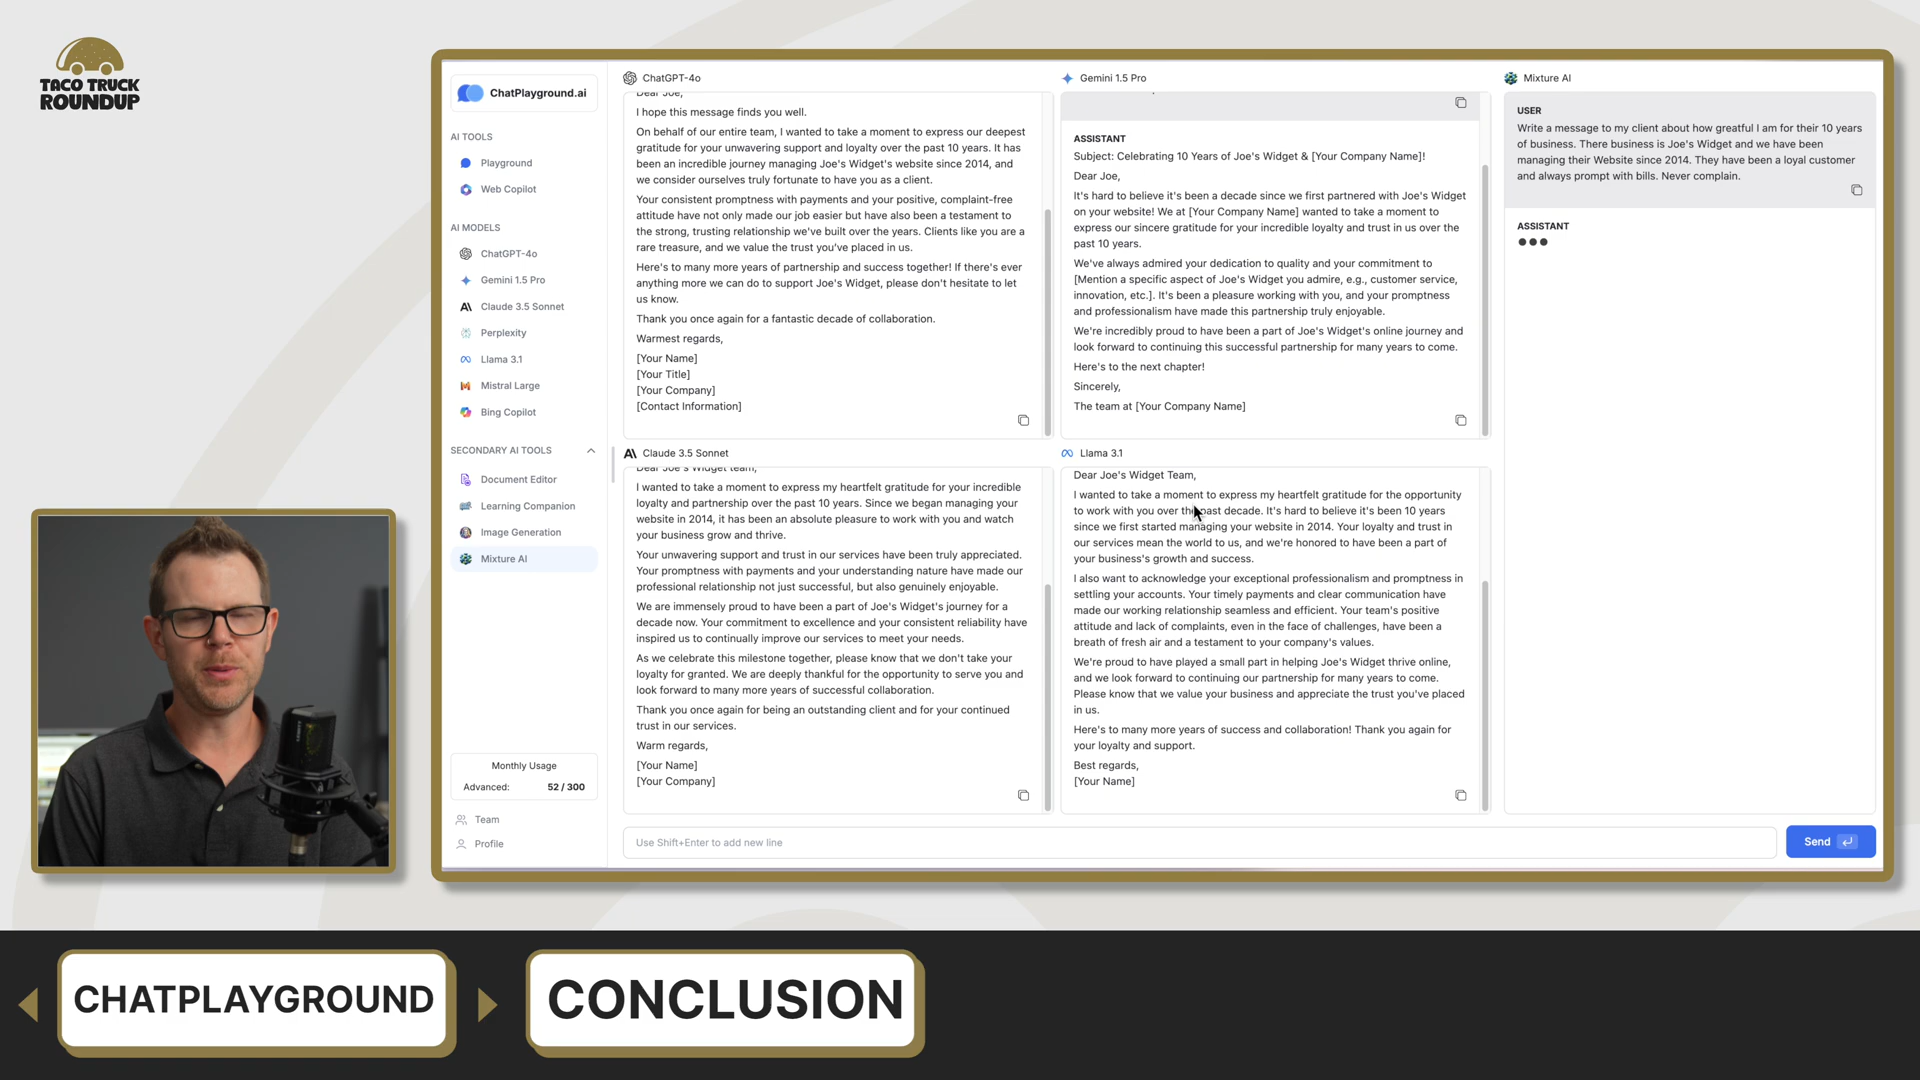 TACO TRUCK
ROUNDUP
ChatPlayground.ai
AI TOOLS
Playground
Web Copilot
AI MODELS
ChatGPT-4o
Gemini 1.5 Pro
Claude 3.5 Sonnet
Perplexity
Llama 3.1
Mistral Large
Bing Copilot
SECONDARY AI TOOLS
Document Editor
Learning Companion
Image Generation
Mixture AI
Monthly Usage
Advanced: 52 / 300
Team
Profile
ChatGPT-4o
Dear Joe,
I hope this message finds you well.
On behalf of our entire team, I wanted to take a moment to express our deepest
gratitude for your unwavering support and loyalty over the past 10 years. It has
been an incredible journey managing Joe's Widget's website since 2014, and
we consider ourselves truly fortunate to have you as a client.
Your consistent promptness with payments and your positive, complaint-free
attitude have not only made our job easier but have also been a testament to
the strong, trusting relationship we've built over the years. Clients like you are a
rare treasure, and we value the trust you've placed in us.
Here's to many more years of partnership and success together! If there's ever
anything more we can do to support Joe's Widget, please don't hesitate to let
us know.
Thank you once again for a fantastic decade of collaboration.
Warmest regards,
[Your Name]
[Your Title]
[Your Company]
[Contact Information]
Gemini 1.5 Pro
ASSISTANT
Subject: Celebrating 10 Years of Joe's Widget & [Your Company Name]!
Dear Joe,
It's hard to believe it's been a decade since we first partnered with Joe's Widget
on your website! We at [Your Company Name] wanted to take a moment to
express our sincere gratitude for your incredible loyalty and trust in us over the
past 10 years.
We've always admired your dedication to quality and your commitment to
[Mention a specific aspect of Joe's Widget you admire, e.g., customer service,
innovation, etc.]. It's been a pleasure working with you, and your promptness
and professionalism have made this partnership truly enjoyable.
We're incredibly proud to have been a part of Joe's Widget's online journey and
look forward to continuing this successful partnership for many years to come.
Here's to the next chapter!
Sincerely,
The team at [Your Company Name]
Claude 3.5 Sonnet
Dear Joe's Widget team,
I wanted to take a moment to express my heartfelt gratitude for your incredible
loyalty and partnership over the past 10 years. Since we began managing your
website in 2014, it has been an absolute pleasure to work with you and watch
your business grow and thrive.
Your unwavering support and trust in our services have been truly appreciated.
Your promptness with payments and your understanding nature have made our
professional relationship not just successful, but also genuinely enjoyable.
We are immensely proud to have been a part of Joe's Widget's journey for a
decade now. Your commitment to excellence and your consistent reliability have
inspired us to continually improve our services to meet your needs.
As we celebrate this milestone together, please know that we don't take your
loyalty for granted. We are deeply thankful for the opportunity to serve you and
look forward to many more years of successful collaboration.
Thank you once again for being an outstanding client and for your continued
trust in our services.
Warm regards,
[Your Name]
[Your Company]
Llama 3.1
Dear Joe's Widget Team,
I wanted to take a moment to express my heartfelt gratitude for the opportunity
to work with you over the past decade. It's hard to believe it's been 10 years
since we first started managing your website in 2014. Your loyalty and trust in
our services mean the world to us, and we're honored to have been a part of
your business's growth and success.
I also want to acknowledge your exceptional professionalism and promptness in
settling your accounts. Your timely payments and clear communication have
made our working relationship seamless and efficient. Your team's positive
attitude and lack of complaints, even in the face of challenges, have been a
breath of fresh air and a testament to your company's values.
We're proud to have played a small part in helping Joe's Widget thrive online,
and we look forward to continuing our partnership for many years to come.
Please know that we value your business and appreciate the trust you've placed
in us.
Here's to many more years of success and collaboration! Thank you again for
your loyalty and support.
Best regards,
[Your Name]
Mixture AI
USER
Write a message to my client about how greatful I am for their 10 years
of business. There business is Joe's Widget and we have been
managing their Website since 2014. They have been a loyal customer
and always prompt with bills. Never complain.
ASSISTANT
Use Shift+Enter to add new line
Send
CHATPLAYGROUND
CONCLUSION